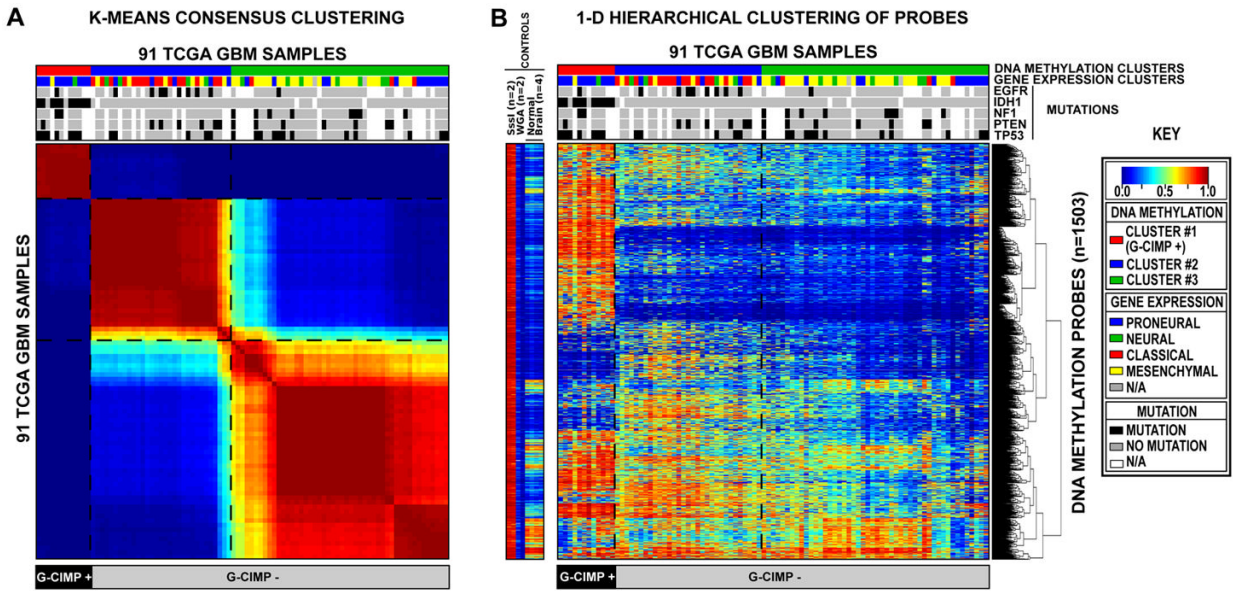 A
K-MEANS CONSENSUS CLUSTERING
91 TCGA GBM SAMPLES
91 TCGA GBM SAMPLES
G-CIMP +
G-CIMP -
B
1-D HIERARCHICAL CLUSTERING OF PROBES
91 TCGA GBM SAMPLES
CONTROLS
SssI (n=2)
WGA (n=2)
Normal
Brain (n=4)
DNA METHYLATION CLUSTERS
GENE EXPRESSION CLUSTERS
EGFR
IDH1
NF1
PTEN
TP53
MUTATIONS
DNA METHYLATION PROBES (n=1503)
G-CIMP +
G-CIMP -
KEY
0.0 0.5 1.0
DNA METHYLATION
CLUSTER #1
(G-CIMP +)
CLUSTER #2
CLUSTER #3
GENE EXPRESSION
PRONEURAL
NEURAL
CLASSICAL
MESENCHYMAL
N/A
MUTATION
MUTATION
NO MUTATION
N/A